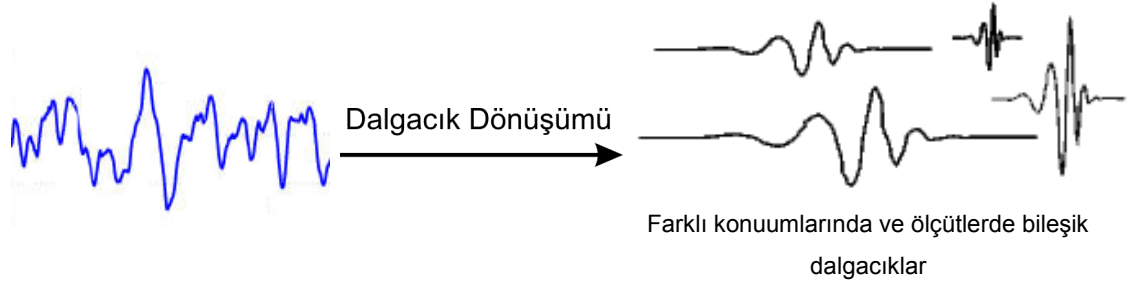 Dalgacık Dönüşümü
Farklı konuumlarında ve ölçütlerde bileşik
dalgacıklar